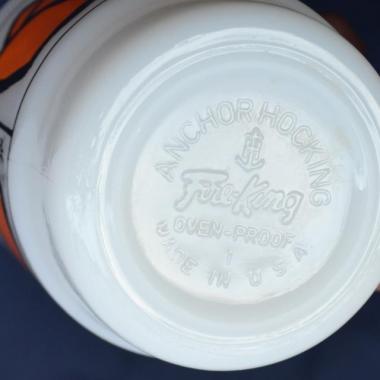 ANCHOR HOCKING
Fire-King
OVEN-PROOF
1
MADE IN U S A